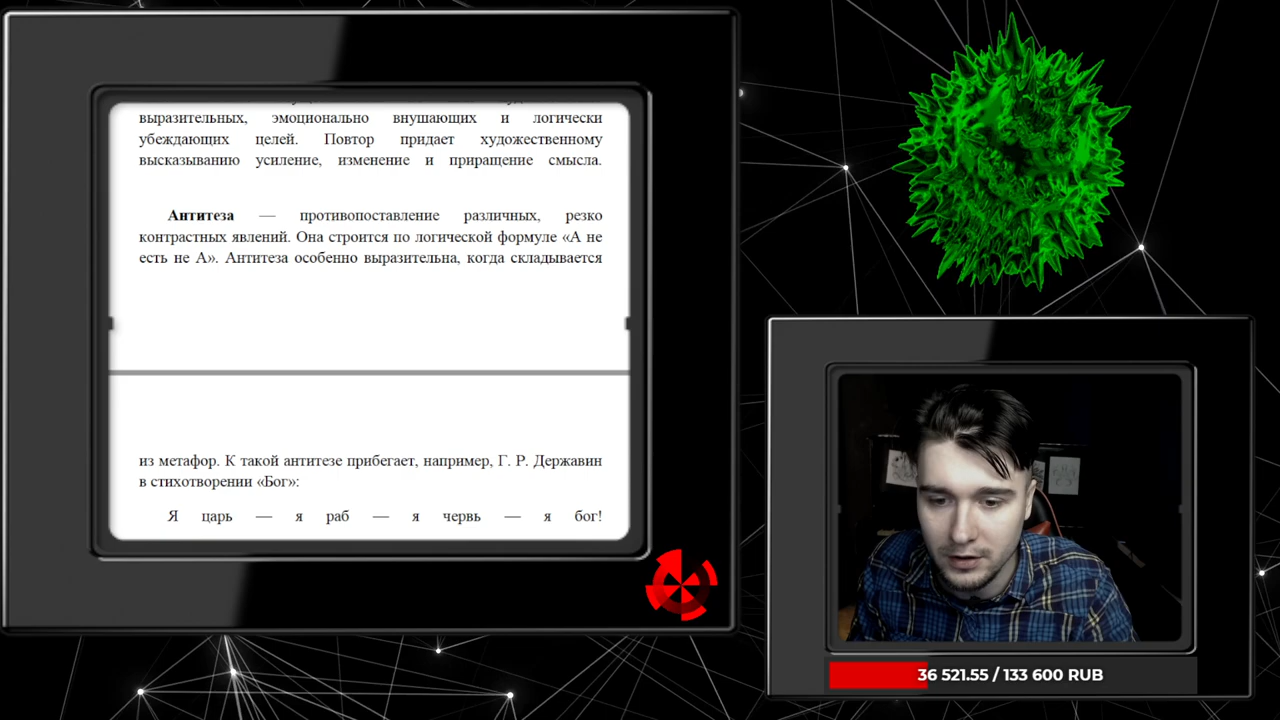 выразительных, эмоционально внушающих и логически
убеждающих целей. Повтор придает художественному
высказыванию усиление, изменение и приращение смысла.
Антитеза — противопоставление различных, резко
контрастных явлений. Она строится по логической формуле «А не
есть не А». Антитеза особенно выразительна, когда складывается
из метафор. К такой антитезе прибегает, например, Г. Р. Державин
в стихотворении «Бог»:
Я царь — я раб — я червь — я бог!
36 521.55 / 133 600 RUB